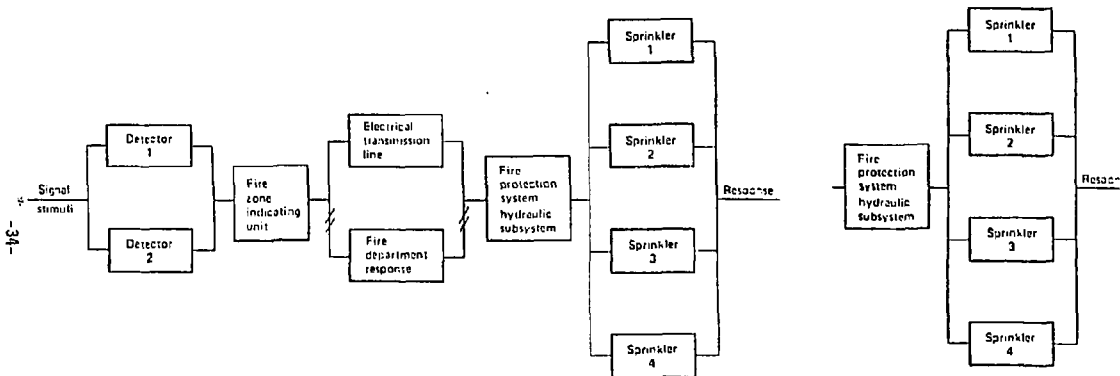 Signal
stimuli
Detector
1
Detector
2
Fire
zone
indicating
unit
Electrical
transmission
line
Fire
department
response
Fire
protection
system
hydraulic
subsystem
Sprinkler
1
Sprinkler
2
Sprinkler
3
Sprinkler
4
Response
Fire
protection
system
hydraulic
subsystem
Sprinkler
1
Sprinkler
2
Sprinkler
3
Sprinkler
4
Respon
-34-